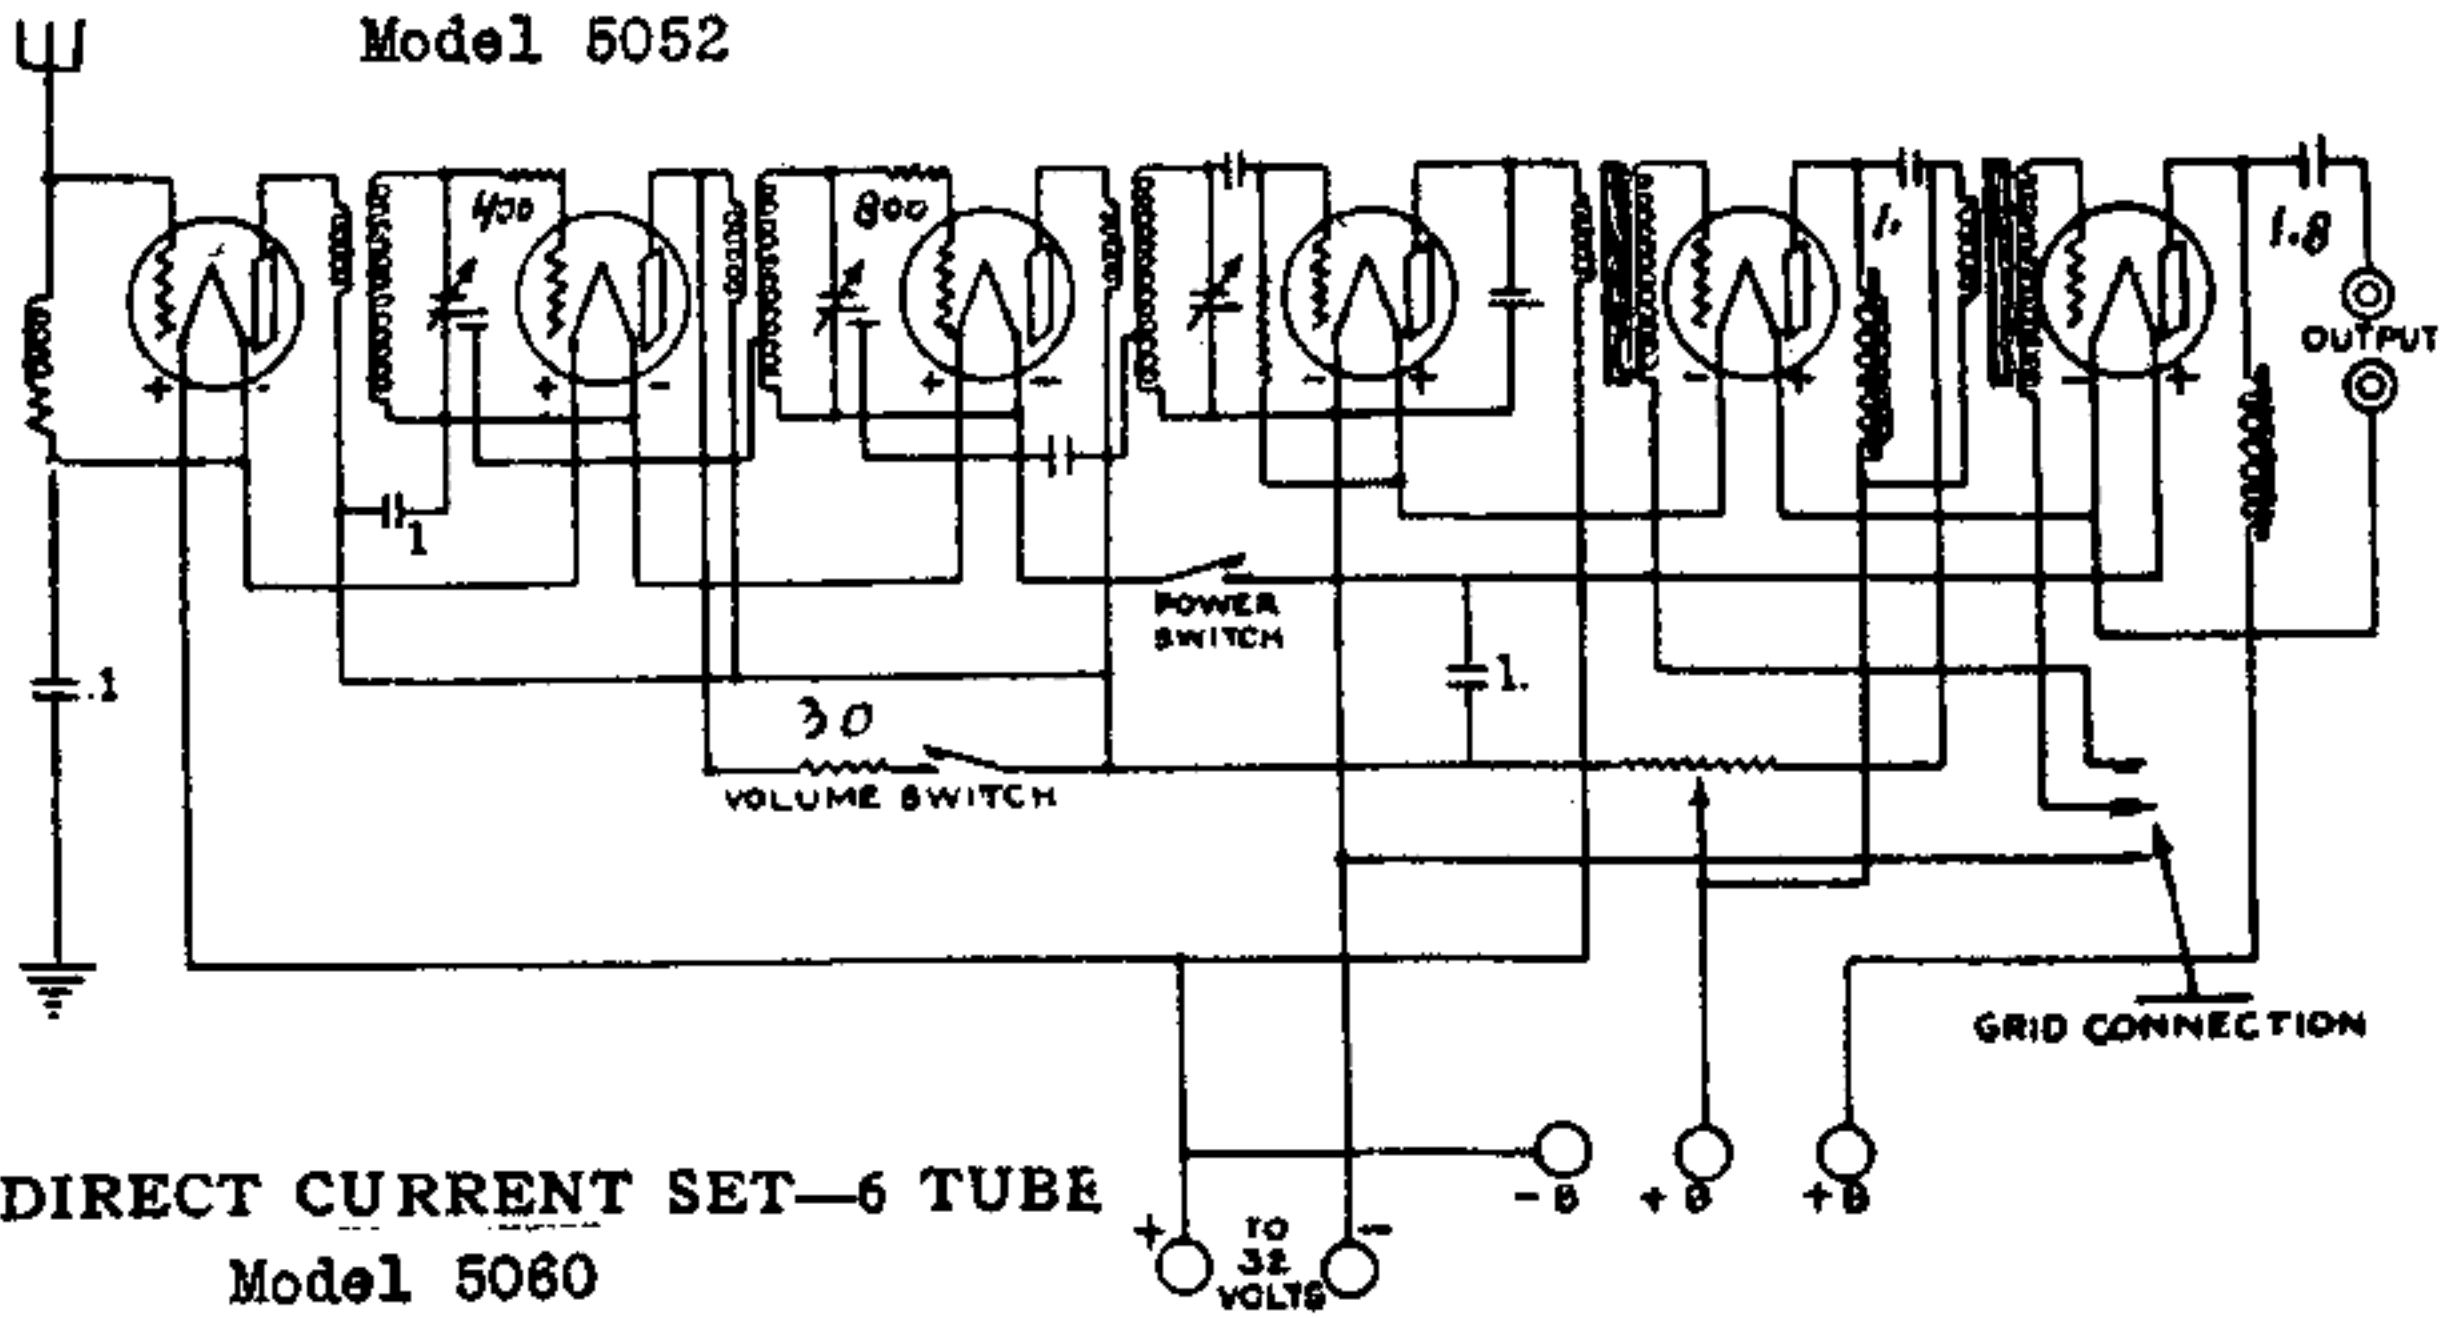 Model 5052
400
800
1.
1.8
OUTPUT
+ -
+ -
+ -
- +
- +
- +
1
POWER
SWITCH
.1
1.
30
VOLUME SWITCH
GRID CONNECTION
- B + B + B
DIRECT CURRENT SET—6 TUBE
+ TO -
32
VOLTS
Model 5060